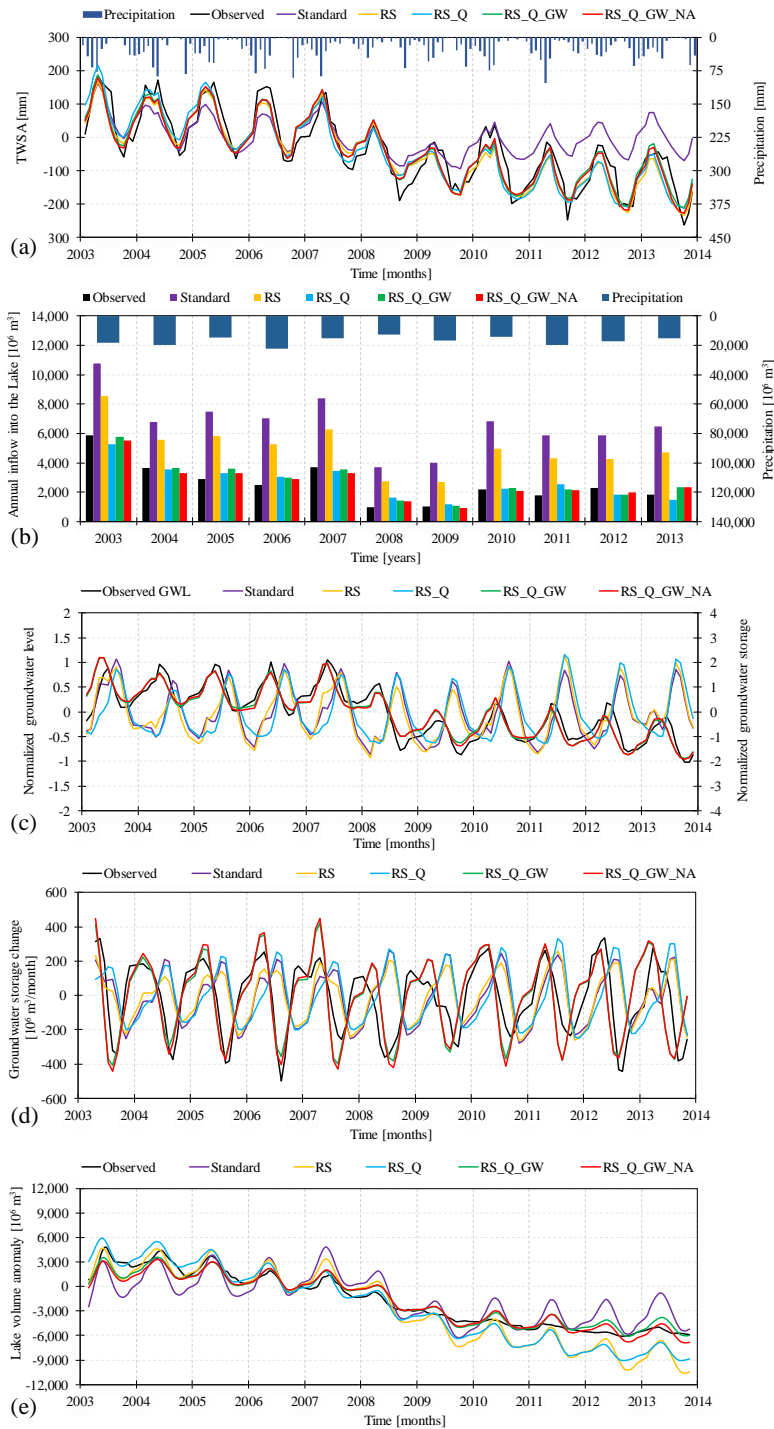 Precipitation Observed Standard RS RS_Q RS_Q_GW RS_Q_GW_NA
300 0
200 75
100 150
0 225
-100 300
-200 375
300 450
TWSA [mm]
Precipitation [mm]
2003 2004 2005 2006 2007 2008 2009 2010 2011 2012 2013 2014
(a)
Time [months]
Observed Standard RS RS_Q RS_Q_GW RS_Q_GW_NA Precipitation
14,000 0
12,000 20,000
10,000 40,000
8,000 60,000
6,000 80,000
4,000 100,000
2,000 120,000
0 140,000
Annual inflow into the Lake [10⁶ m³]
Precipitation [10⁶ m³]
2003 2004 2005 2006 2007 2008 2009 2010 2011 2012 2013
(b)
Time [years]
Observed GWL Standard RS RS_Q RS_Q_GW RS_Q_GW_NA
2 4
1.5 3
1 2
0.5 1
0 0
-0.5 -1
-1 -2
-1.5 -3
-2 -4
Normalized groundwater level
Normalized groundwater storage
2003 2004 2005 2006 2007 2008 2009 2010 2011 2012 2013 2014
(c)
Time [months]
Observed Standard RS RS_Q RS_Q_GW RS_Q_GW_NA
600
400
200
0
-200
-400
-600
Groundwater storage change
[10⁶ m³/month]
2003 2004 2005 2006 2007 2008 2009 2010 2011 2012 2013 2014
(d)
Time [months]
Observed Standard RS RS_Q RS_Q_GW RS_Q_GW_NA
12,000
9,000
6,000
3,000
0
-3,000
-6,000
-9,000
-12,000
Lake volume anomaly [10⁶ m³]
2003 2004 2005 2006 2007 2008 2009 2010 2011 2012 2013 2014
(e)
Time [months]